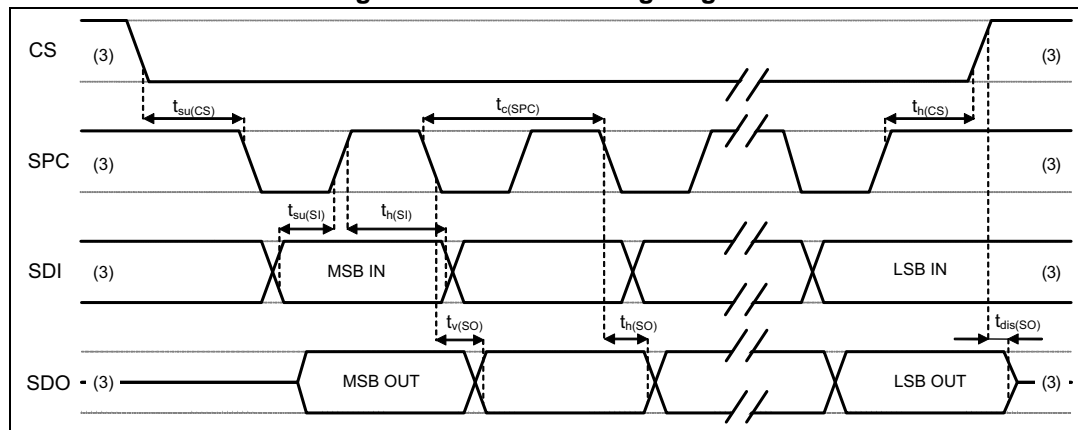 CS (3) (3)
t_su(CS) t_c(SPC) t_h(CS)
SPC (3) (3)
t_su(SI) t_h(SI)
SDI (3) MSB IN LSB IN (3)
t_v(SO) t_h(SO) t_dis(SO)
SDO (3) MSB OUT LSB OUT (3)